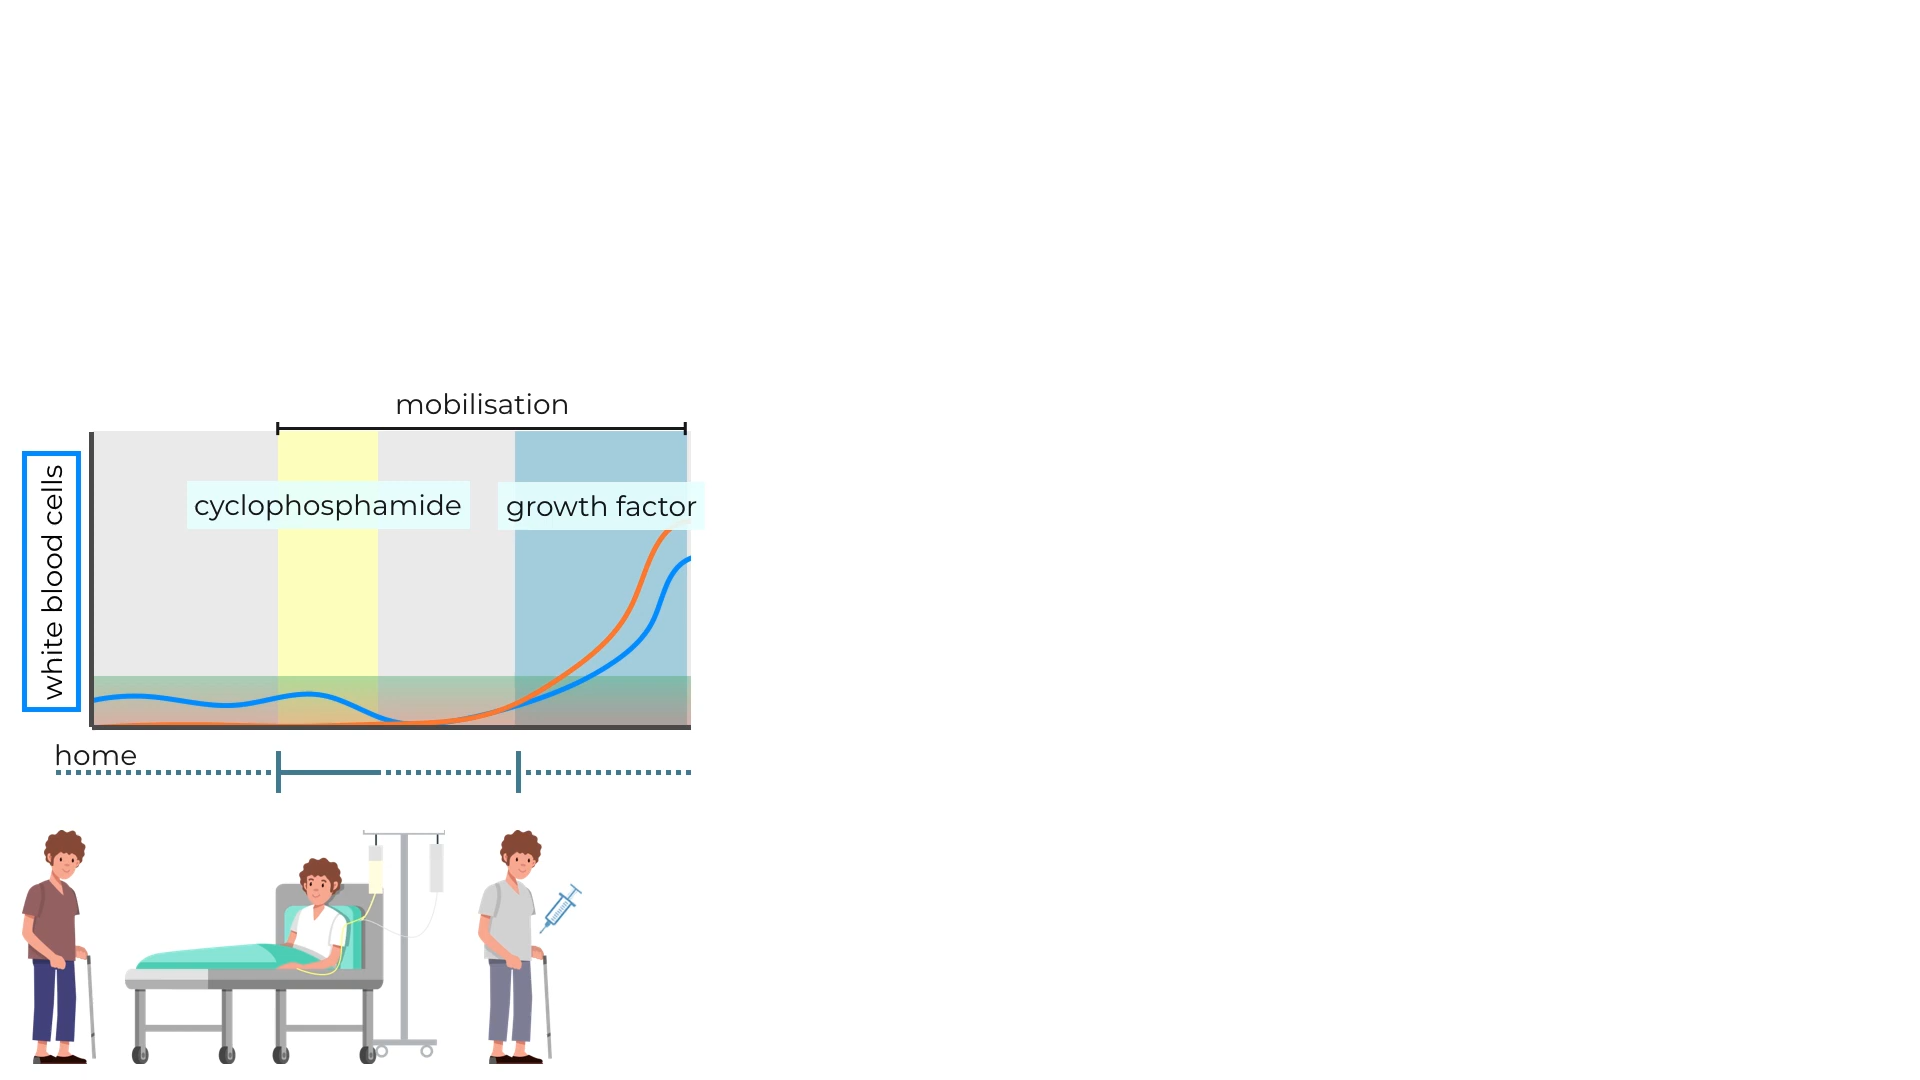 mobilisation
white blood cells
cyclophosphamide
growth factor
home